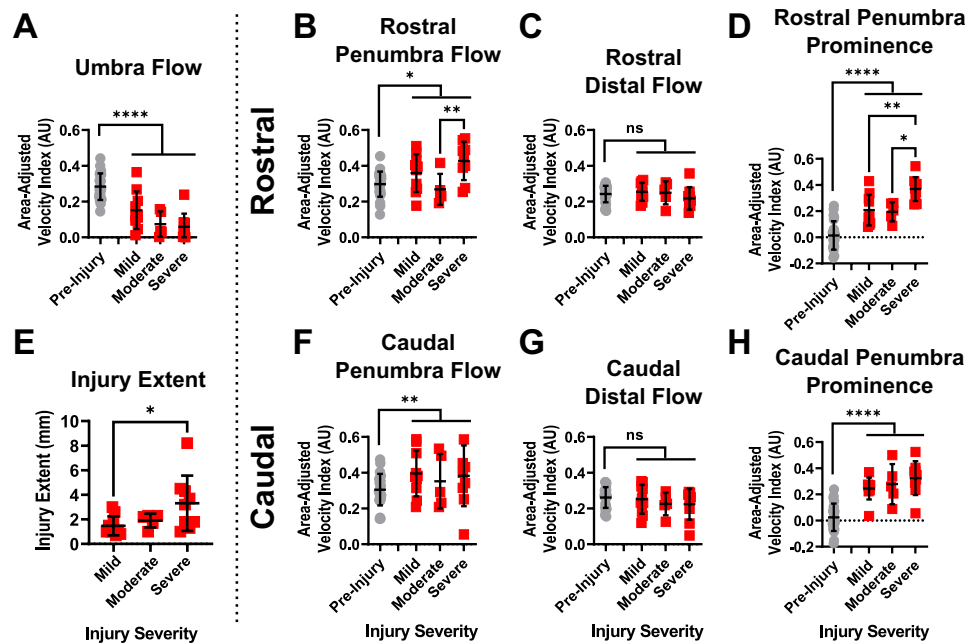 A
Umbra Flow
Area-Adjusted
Velocity Index (AU)
0.6
0.4
0.2
0.0
****
Pre-Injury
Mild
Moderate
Severe
Rostral
B
Rostral
Penumbra Flow
Area-Adjusted
Velocity Index (AU)
0.6
0.4
0.2
0.0
*
**
Pre-Injury
Mild
Moderate
Severe
C
Rostral
Distal Flow
Area-Adjusted
Velocity Index (AU)
0.6
0.4
0.2
0.0
ns
Pre-Injury
Mild
Moderate
Severe
D
Rostral Penumbra
Prominence
Area-Adjusted
Velocity Index (AU)
0.6
0.4
0.2
0.0
-0.2
****
**
*
Pre-Injury
Mild
Moderate
Severe
E
Injury Extent
Injury Extent (mm)
10
8
6
4
2
0
*
Mild
Moderate
Severe
Injury Severity
Caudal
F
Caudal
Penumbra Flow
Area-Adjusted
Velocity Index (AU)
0.6
0.4
0.2
0.0
**
Pre-Injury
Mild
Moderate
Severe
Injury Severity
G
Caudal
Distal Flow
Area-Adjusted
Velocity Index (AU)
0.6
0.4
0.2
0.0
ns
Pre-Injury
Mild
Moderate
Severe
Injury Severity
H
Caudal Penumbra
Prominence
Area-Adjusted
Velocity Index (AU)
0.6
0.4
0.2
0.0
-0.2
****
Pre-Injury
Mild
Moderate
Severe
Injury Severity